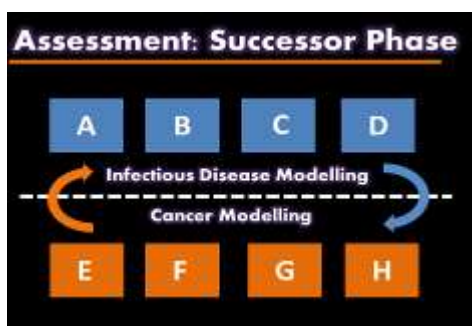 Assessment: Successor Phase
A B C D
Infectious Disease Modelling
Cancer Modelling
E F G H